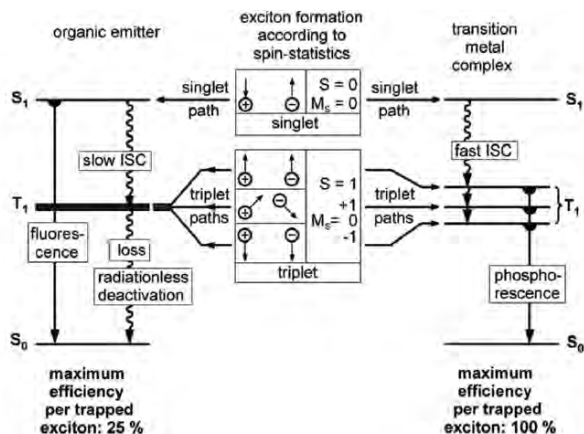 organic emitter
exciton formation
according to
spin-statistics
transition
metal
complex
S₁
singlet
path
S = 0
Mₛ = 0
singlet
singlet
path
S₁
slow ISC
fast ISC
T₁
triplet
paths
S = 1
+1
Mₛ= 0
-1
triplet
triplet
paths
T₁
fluores-
cence
loss
radiationless
deactivation
phospho-
rescence
S₀
S₀
maximum
efficiency
per trapped
exciton: 25 %
maximum
efficiency
per trapped
exciton: 100 %